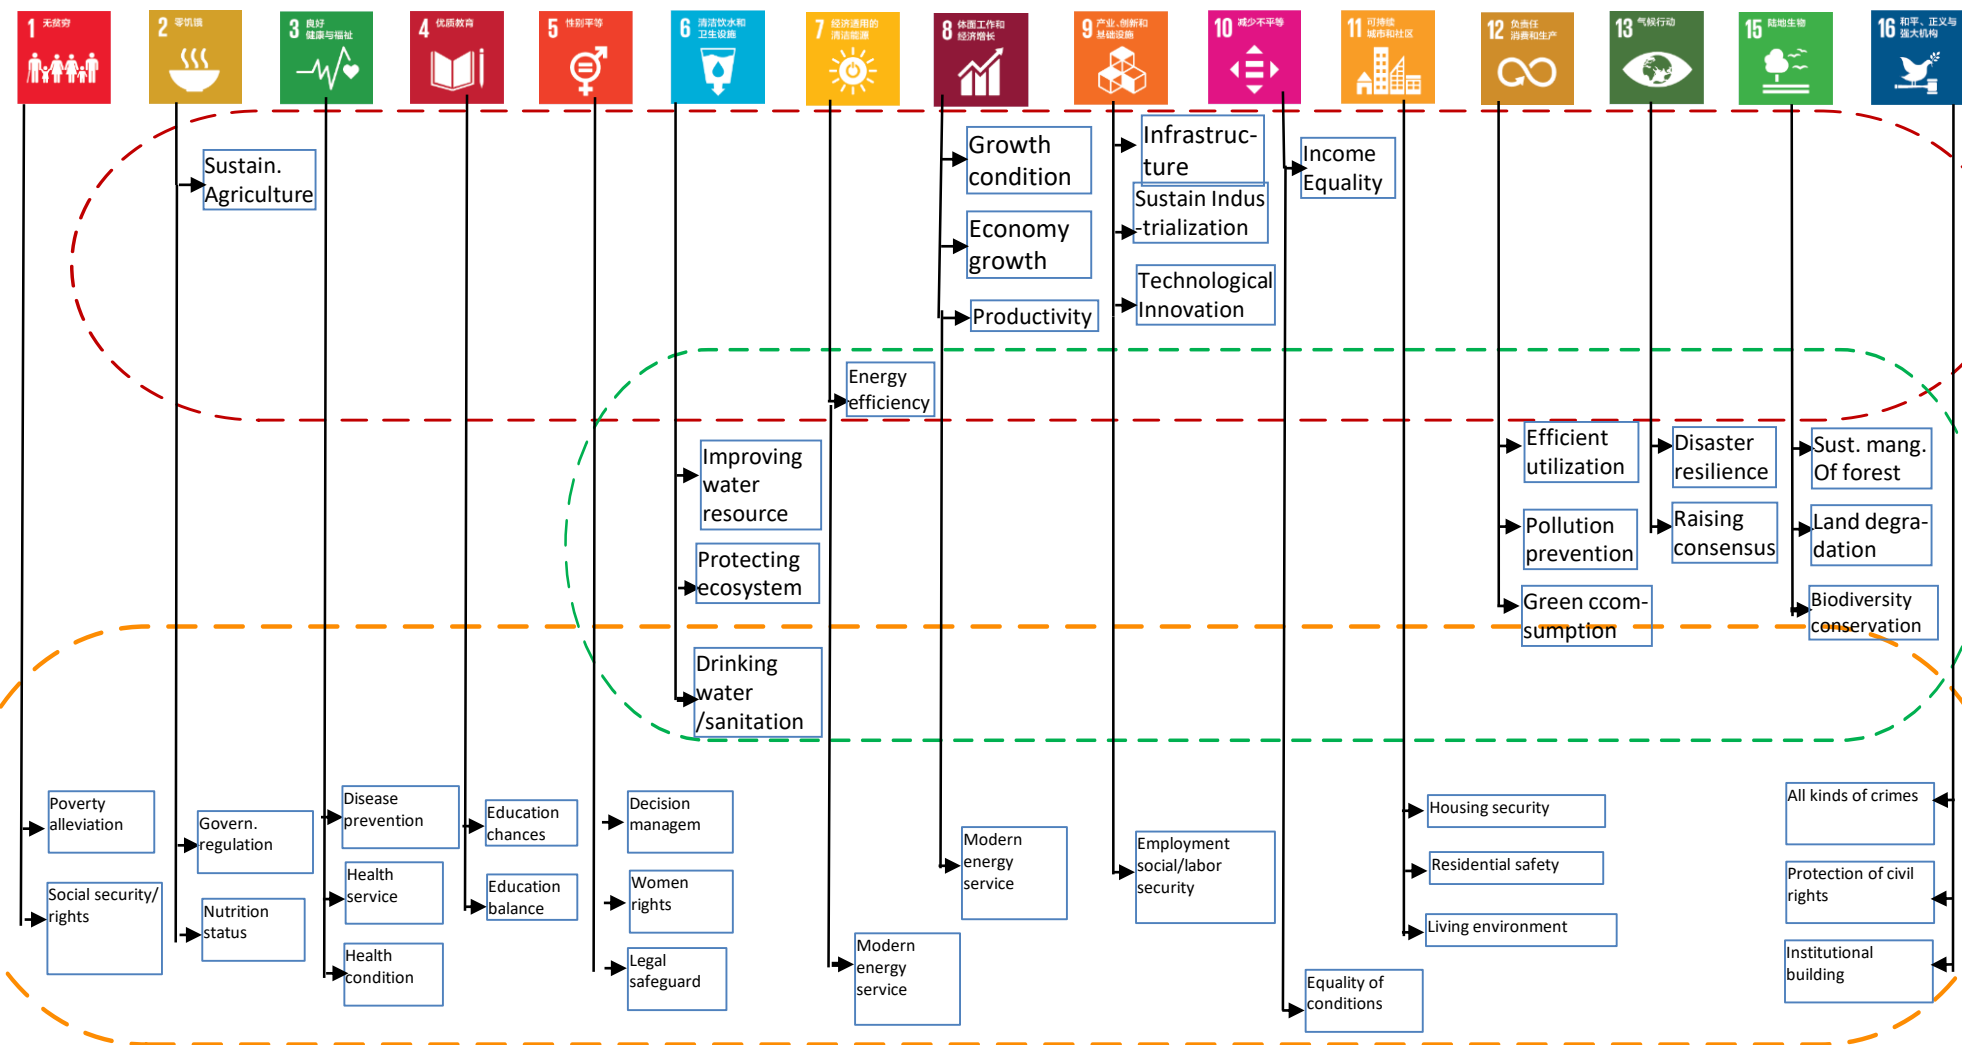 1 无贫穷
2 零饥饿
3 良好
健康与福祉
4 优质教育
5 性别平等
6 清洁饮水和
卫生设施
7 经济适用的
清洁能源
8 体面工作和
经济增长
9 产业、创新和
基础设施
10 减少不平等
11 可持续
城市和社区
12 负责任
消费和生产
13 气候行动
15 陆地生物
16 和平、正义与
强大机构
Sustain.
Agriculture
Growth
condition
Economy
growth
Productivity
Infrastruc-
ture
Sustain Indus
-trialization
Technological
Innovation
Income
Equality
Energy
efficiency
Improving
water
resource
Protecting
ecosystem
Drinking
water
/sanitation
Efficient
utilization
Pollution
prevention
Green ccom-
sumption
Disaster
resilience
Raising
consensus
Sust. mang.
Of forest
Land degra-
dation
Biodiversity
conservation
Poverty
alleviation
Social security/
rights
Govern.
regulation
Nutrition
status
Disease
prevention
Health
service
Health
condition
Education
chances
Education
balance
Decision
managem
Women
rights
Legal
safeguard
Modern
energy
service
Modern
energy
service
Employment
social/labor
security
Equality of
conditions
Housing security
Residential safety
Living environment
All kinds of crimes
Protection of civil
rights
Institutional
building